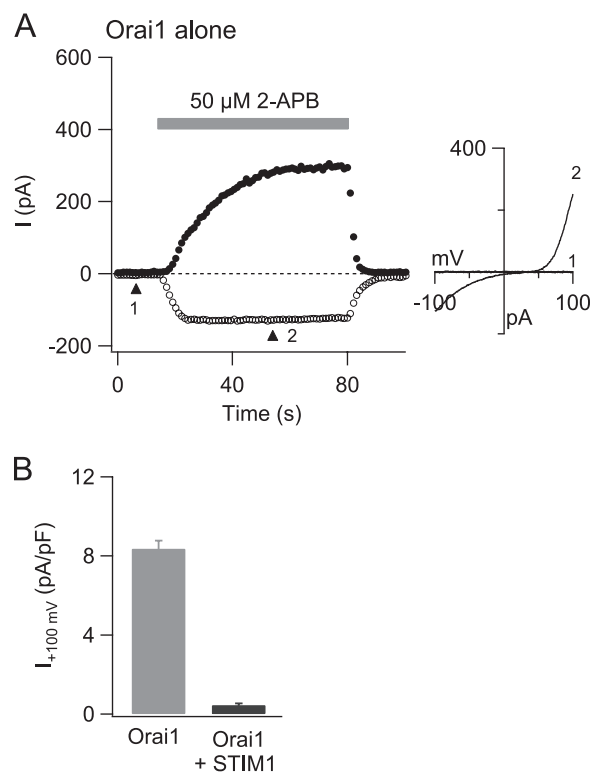 A
Orai1 alone
600
400
200
0
-200
I (pA)
50 µM 2-APB
1
2
0
40
80
Time (s)
400
2
mV
1
-100
pA
100
B
12
8
4
0
I+100 mV (pA/pF)
Orai1
Orai1
+ STIM1